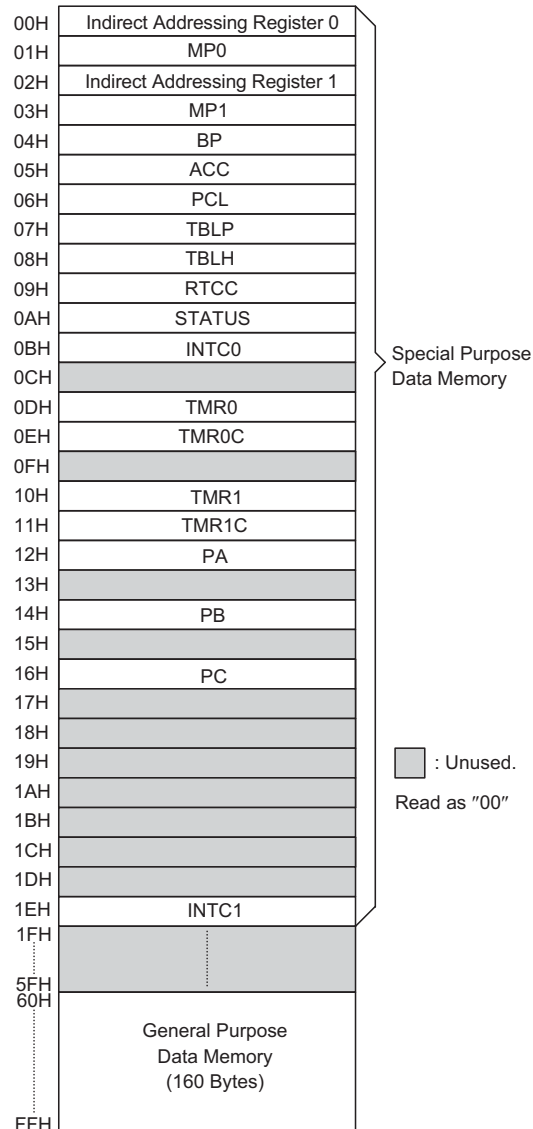 00H Indirect Addressing Register 0
01H MP0
02H Indirect Addressing Register 1
03H MP1
04H BP
05H ACC
06H PCL
07H TBLP
08H TBLH
09H RTCC
0AH STATUS
0BH INTC0
0CH
0DH TMR0
0EH TMR0C
0FH
10H TMR1
11H TMR1C
12H PA
13H
14H PB
15H
16H PC
17H
18H
19H
1AH
1BH
1CH
1DH
1EH INTC1
1FH
5FH
60H
General Purpose
Data Memory
(160 Bytes)
FFH
Special Purpose
Data Memory
: Unused.
Read as "00"